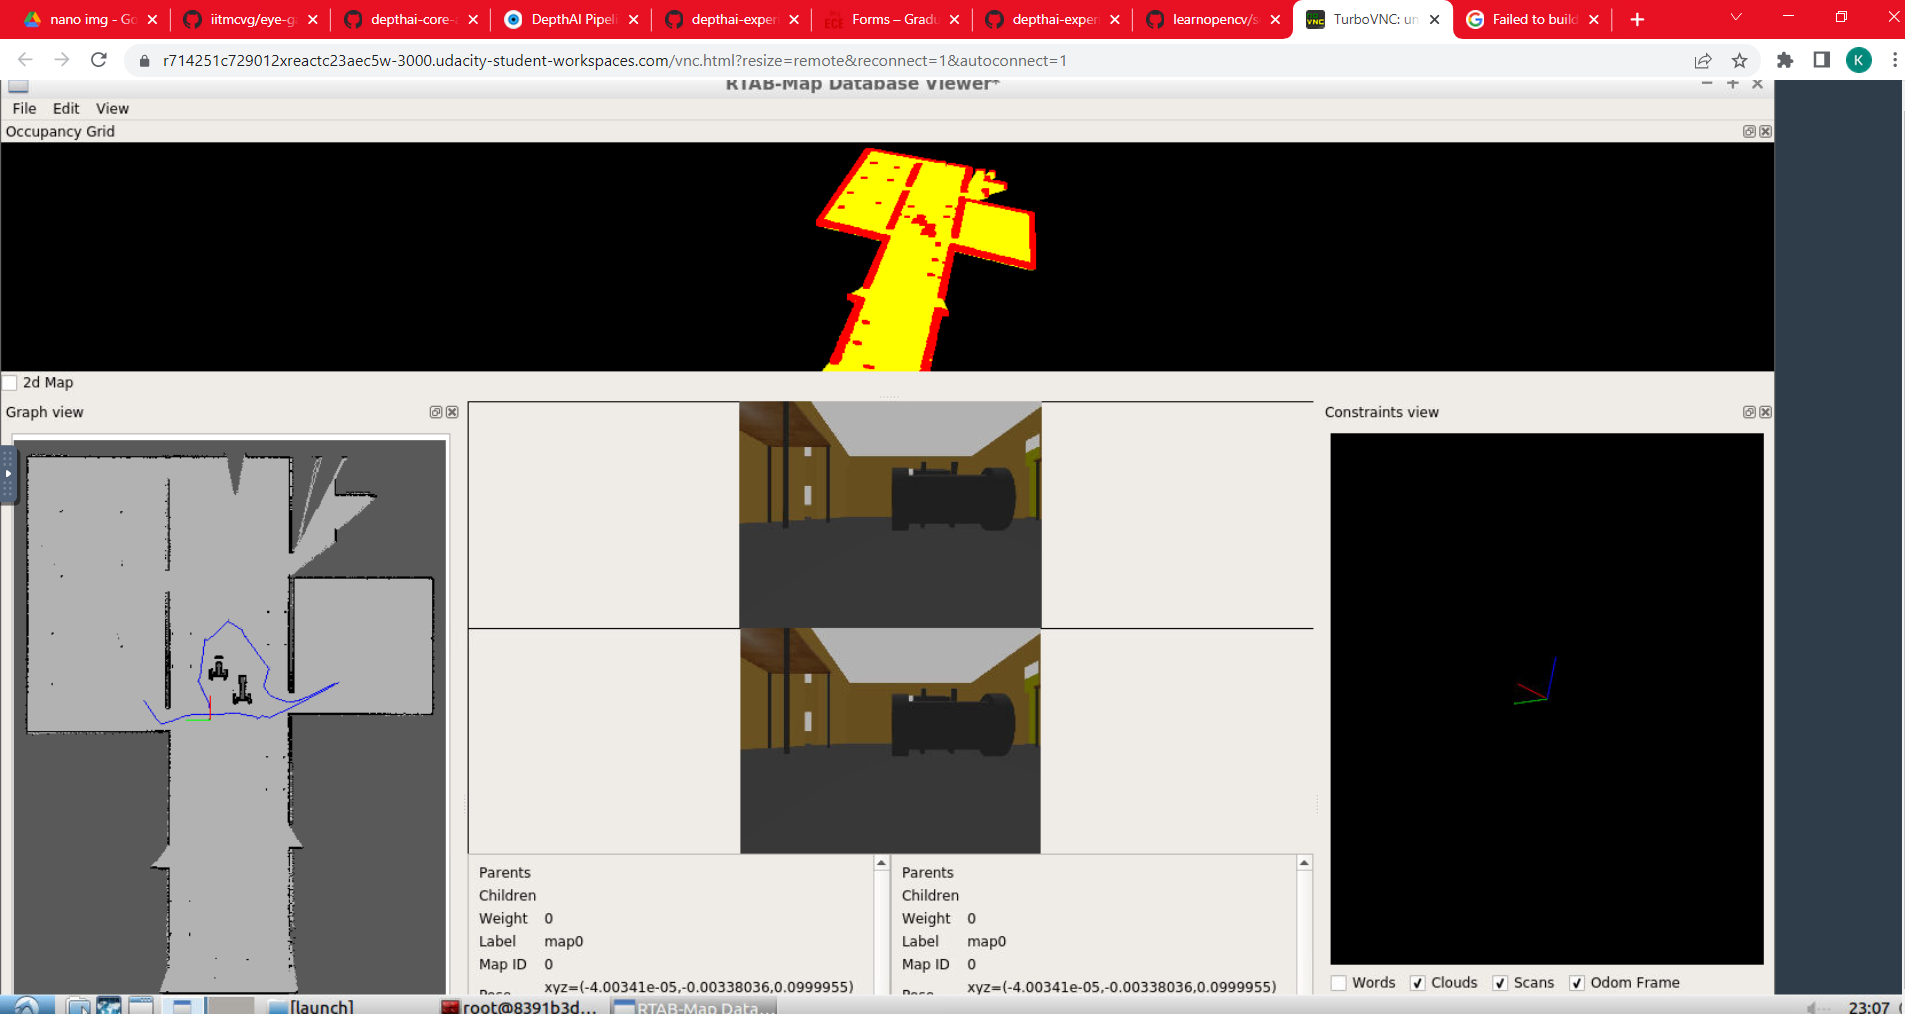 nano img - Go
iitmcvg/eye-ga
depthai-core-
DepthAI Pipeli
depthai-exper
Forms – Gradu
depthai-exper
learnopencv/s
TurboVNC: un
Failed to build
r714251c729012xreactc23aec5w-3000.udacity-student-workspaces.com/vnc.html?resize=remote&reconnect=1&autoconnect=1
K
RTAB-Map Database Viewer*
File Edit View
Occupancy Grid
2d Map
Graph view
Constraints view
Parents
Children
Weight 0
Label map0
Map ID 0
Pose xyz=(-4.00341e-05,-0.00338036,0.0999955)
Parents
Children
Weight 0
Label map0
Map ID 0
Pose xyz=(-4.00341e-05,-0.00338036,0.0999955)
Words Clouds Scans Odom Frame
[launch]
root@8391b3d...
RTAB-Map Data...
23:07